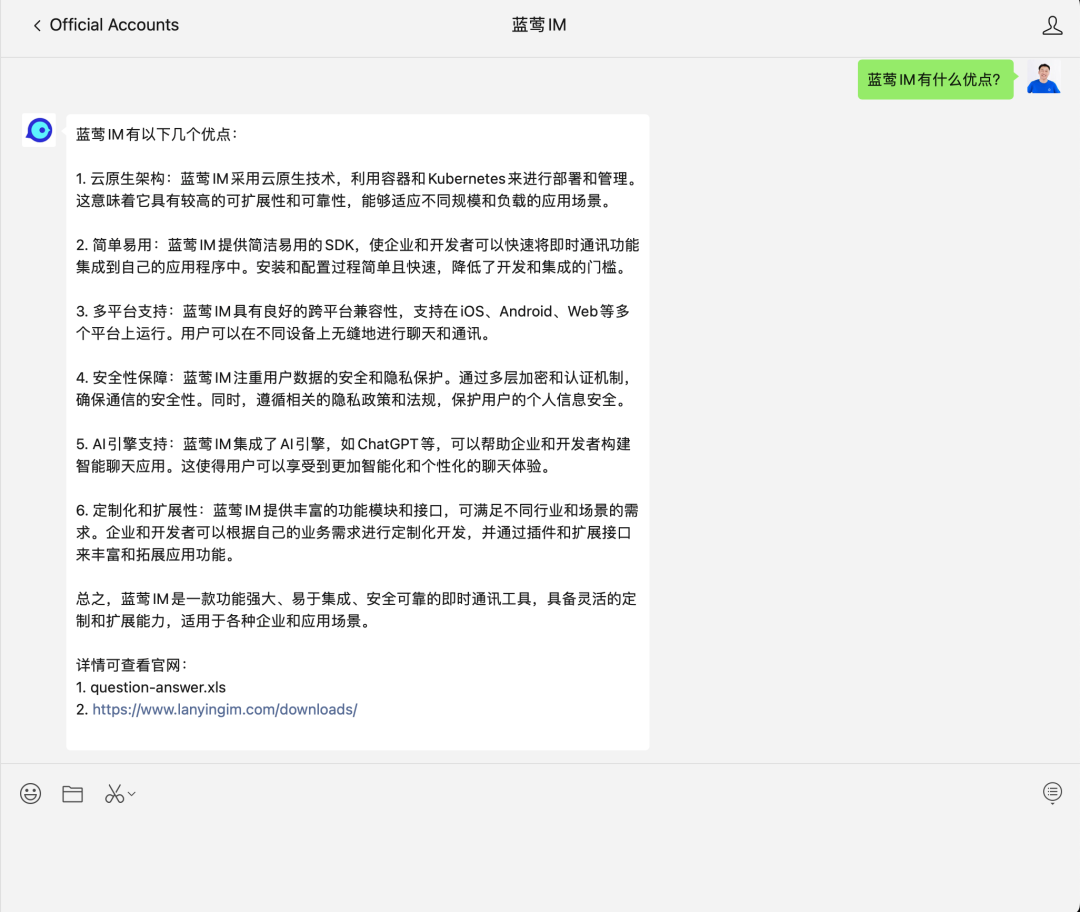 Official Accounts
蓝莺IM
蓝莺IM有什么优点?
蓝莺IM有以下几个优点：
1. 云原生架构：蓝莺IM采用云原生技术，利用容器和Kubernetes来进行部署和管理。
这意味着它具有较高的可扩展性和可靠性，能够适应不同规模和负载的应用场景。
2. 简单易用：蓝莺IM提供简洁易用的SDK，使企业和开发者可以快速将即时通讯功能
集成到自己的应用程序中。安装和配置过程简单且快速，降低了开发和集成的门槛。
3. 多平台支持：蓝莺IM具有良好的跨平台兼容性，支持在iOS、Android、Web等多
个平台上运行。用户可以在不同设备上无缝地进行聊天和通讯。
4. 安全性保障：蓝莺IM注重用户数据的安全和隐私保护。通过多层加密和认证机制，
确保通信的安全性。同时，遵循相关的隐私政策和法规，保护用户的个人信息安全。
5. AI引擎支持：蓝莺IM集成了AI引擎，如ChatGPT等，可以帮助企业和开发者构建
智能聊天应用。这使得用户可以享受到更加智能化和个性化的聊天体验。
6. 定制化和扩展性：蓝莺IM提供丰富的功能模块和接口，可满足不同行业和场景的需
求。企业和开发者可以根据自己的业务需求进行定制化开发，并通过插件和扩展接口
来丰富和拓展应用功能。
总之，蓝莺IM是一款功能强大、易于集成、安全可靠的即时通讯工具，具备灵活的定
制和扩展能力，适用于各种企业和应用场景。
详情可查看官网：
1. question-answer.xls
2. https://www.lanyingim.com/downloads/